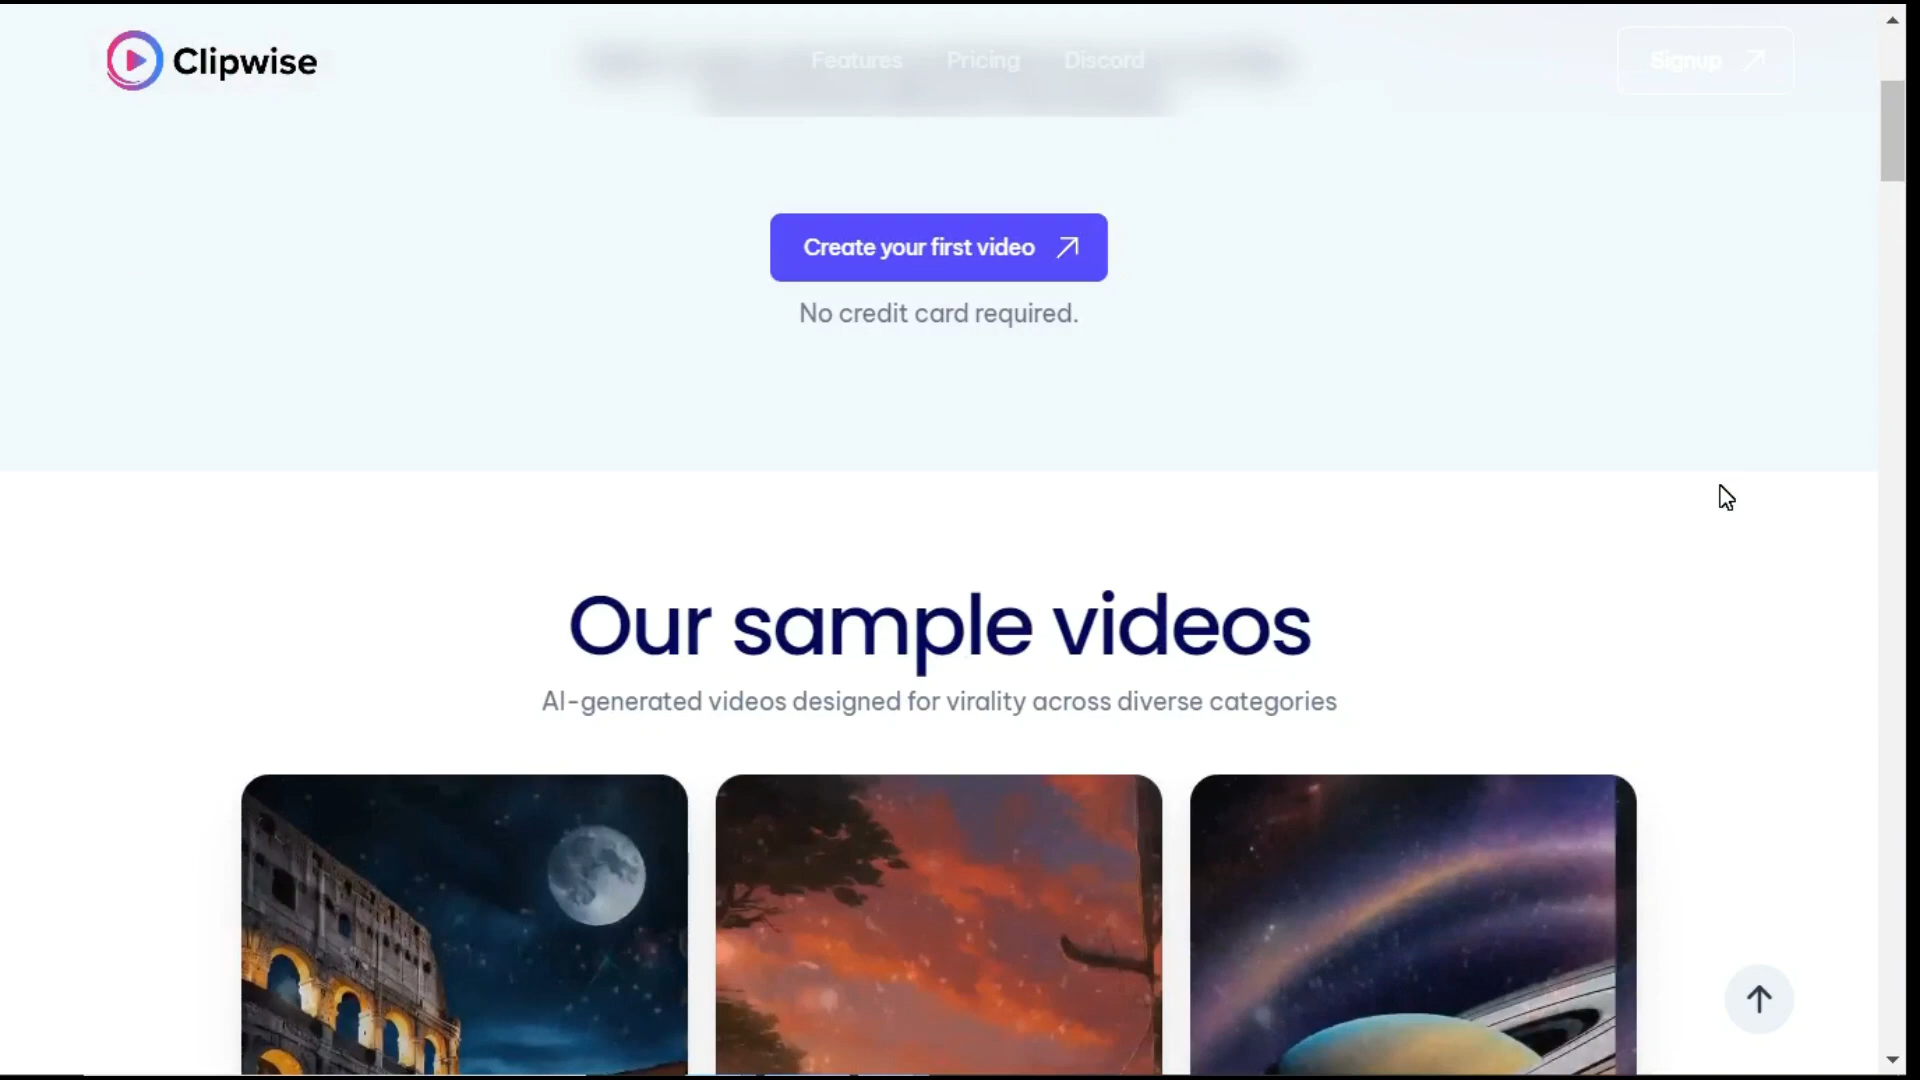 Clipwise
Features Pricing Discord
Signup
Create your first video
No credit card required.
Our sample videos
AI-generated videos designed for virality across diverse categories